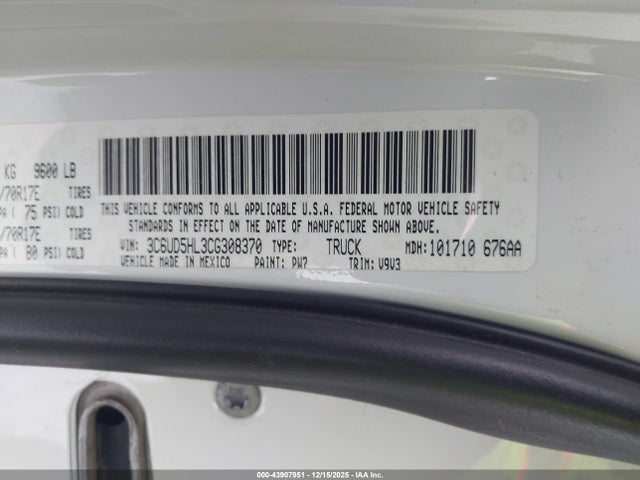 KG 9600 LB
/70R17E TIRES
PA ( 75 PSI) COLD
/70R17E TIRES
PA ( 80 PSI) COLD
THIS VEHICLE CONFORMS TO ALL APPLICABLE U.S.A. FEDERAL MOTOR VEHICLE SAFETY
STANDARDS IN EFFECT ON THE DATE OF MANUFACTURE SHOWN ABOVE.
VIN: 3C6UD5HL3CG308370 TYPE: TRUCK MDH: 101710 676AA
VEHICLE MADE IN MEXICO PAINT: PW7 TRIM: V9V3
000-43907951 - 12/15/2025 - IAA Inc.